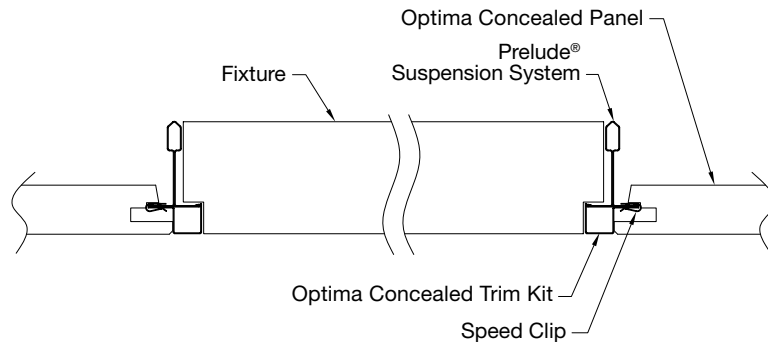 Optima Concealed Panel
Prelude®
Suspension System
Fixture
Optima Concealed Trim Kit
Speed Clip